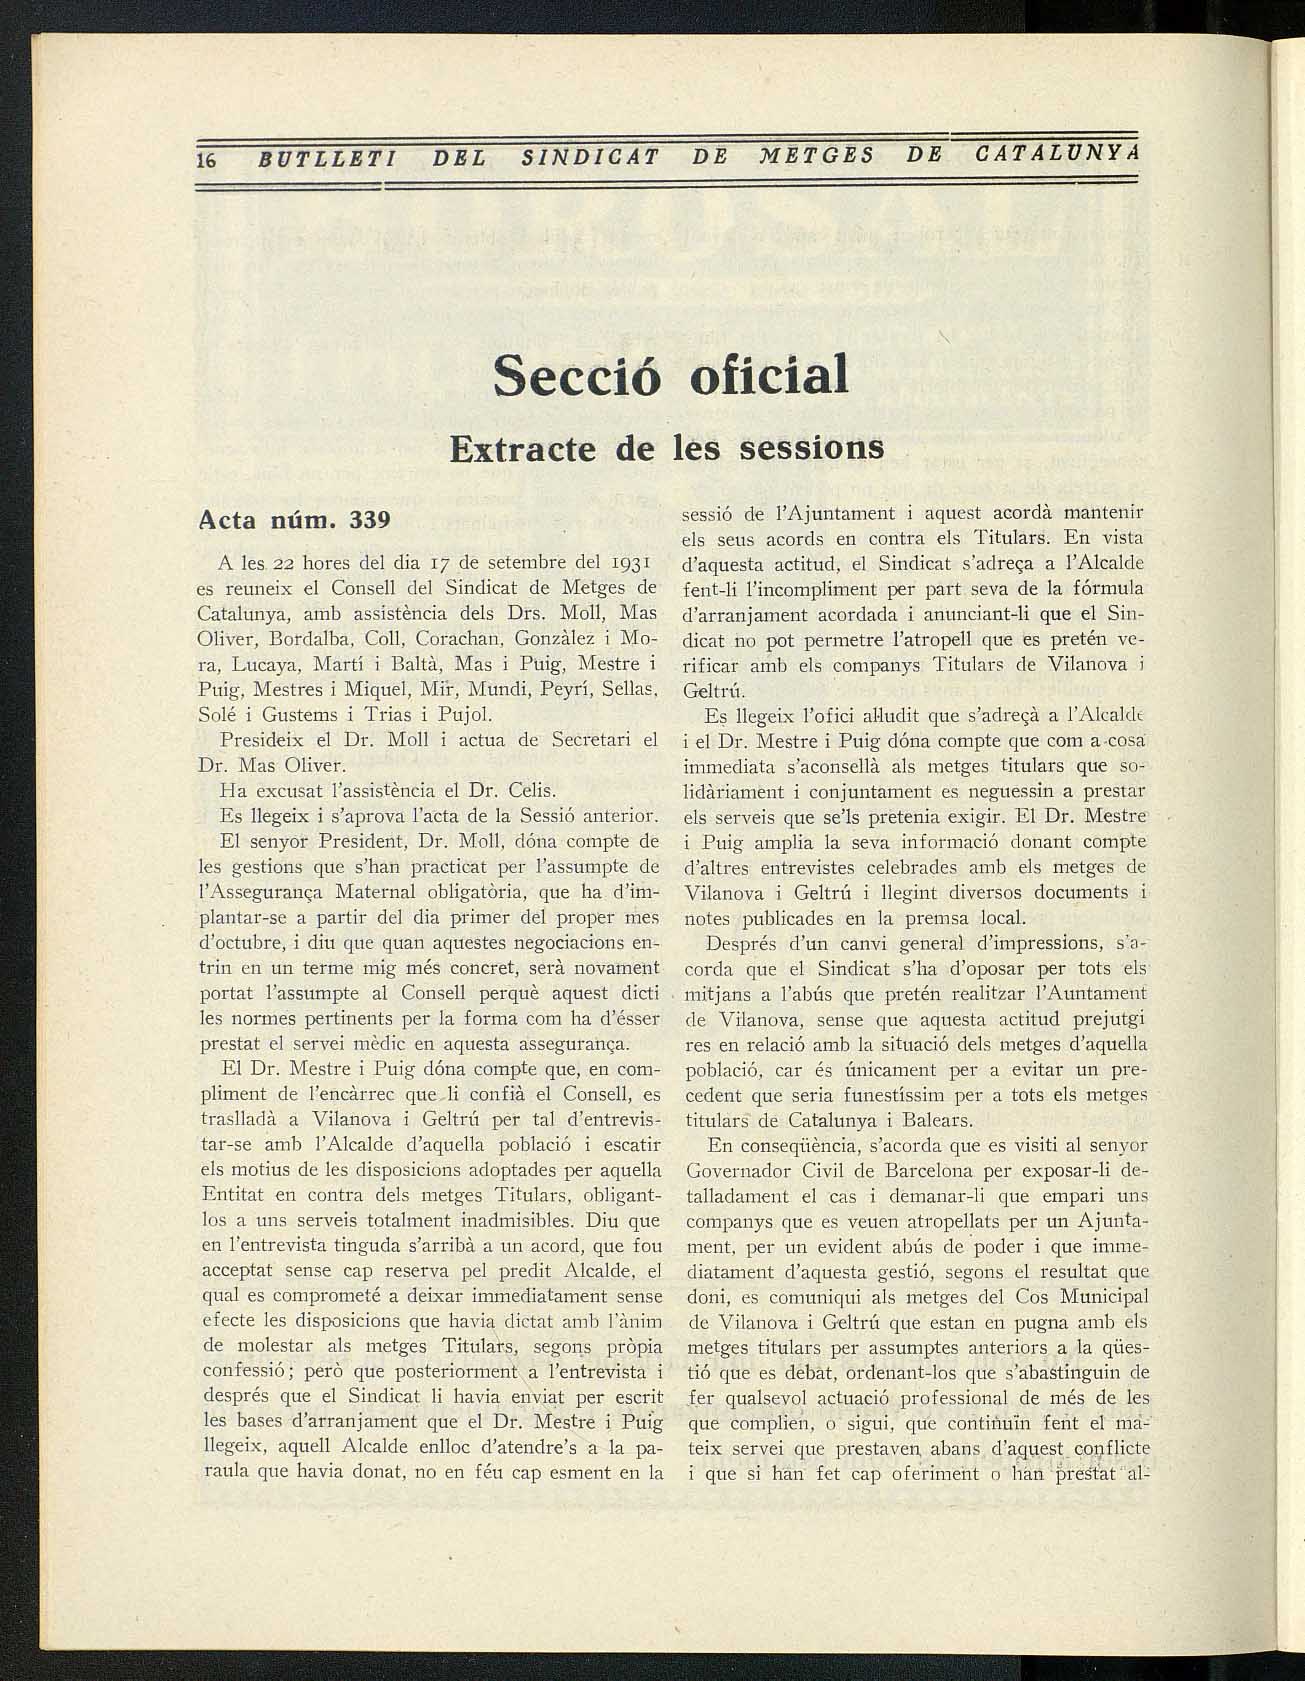 16 BUTLLETI DEL SINDICAT DE METGES DE CATALUNYA
Secció oficial
Extracte de les sessions
Acta núm. 339
A les 22 hores del dia 17 de setembre del 1931
es reuneix el Consell del Sindicat de Metges de
Catalunya, amb assistència dels Drs. Moll, Mas
Oliver, Bordalba, Coll, Corachan, Gonzàlez i Mo-
ra, Lucaya, Martí i Baltà, Mas i Puig, Mestre i
Puig, Mestres i Miquel, Mir, Mundi, Peyrí, Sellas,
Solé i Gustems i Trias i Pujol.
Presideix el Dr. Moll i actua de Secretari el
Dr. Mas Oliver.
Ha excusat l'assistència el Dr. Celis.
Es llegeix i s'aprova l'acta de la Sessió anterior.
El senyor President, Dr. Moll, dóna compte de
les gestions que s'han practicat per l'assumpte de
l'Assegurança Maternal obligatòria, que ha d'im-
plantar-se a partir del dia primer del proper mes
d'octubre, i diu que quan aquestes negociacions en-
trin en un terme mig més concret, serà novament
portat l'assumpte al Consell perquè aquest dicti
les normes pertinents per la forma com ha d'ésser
prestat el servei mèdic en aquesta assegurança.
El Dr. Mestre i Puig dóna compte que, en com-
pliment de l'encàrrec que li confià el Consell, es
traslladà a Vilanova i Geltrú per tal d'entrevis-
tar-se amb l'Alcalde d'aquella població i escatir
els motius de les disposicions adoptades per aquella
Entitat en contra dels metges Titulars, obligant-
los a uns serveis totalment inadmisibles. Diu que
en l'entrevista tinguda s'arribà a un acord, que fou
acceptat sense cap reserva pel predit Alcalde, el
qual es comprometé a deixar immediatament sense
efecte les disposicions que havia dictat amb l'ànim
de molestar als metges Titulars, segons pròpia
confessió; però que posteriorment a l'entrevista i
després que el Sindicat li havia enviat per escrit
les bases d'arranjament que el Dr. Mestre i Puig
llegeix, aquell Alcalde enlloc d'atendre's a la pa-
raula que havia donat, no en féu cap esment en la
sessió de l'Ajuntament i aquest acordà mantenir
els seus acords en contra els Titulars. En vista
d'aquesta actitud, el Sindicat s'adreça a l'Alcalde
fent-li l'incompliment per part seva de la fórmula
d'arranjament acordada i anunciant-li que el Sin-
dicat no pot permetre l'atropell que es pretén ve-
rificar amb els companys Titulars de Vilanova i
Geltrú.
Es llegeix l'ofici aŀludit que s'adreçà a l'Alcalde
i el Dr. Mestre i Puig dóna compte que com a cosa
immediata s'aconsellà als metges titulars que so-
lidàriament i conjuntament es neguessin a prestar
els serveis que se'ls pretenia exigir. El Dr. Mestre
i Puig amplia la seva informació donant compte
d'altres entrevistes celebrades amb els metges de
Vilanova i Geltrú i llegint diversos documents i
notes publicades en la premsa local.
Després d'un canvi general d'impressions, s'a-
corda que el Sindicat s'ha d'oposar per tots els
mitjans a l'abús que pretén realitzar l'Auntament
de Vilanova, sense que aquesta actitud prejutgi
res en relació amb la situació dels metges d'aquella
població, car és únicament per a evitar un pre-
cedent que seria funestíssim per a tots els metges
titulars de Catalunya i Balears.
En conseqüència, s'acorda que es visiti al senyor
Governador Civil de Barcelona per exposar-li de-
talladament el cas i demanar-li que empari uns
companys que es veuen atropellats per un Ajunta-
ment, per un evident abús de poder i que imme-
diatament d'aquesta gestió, segons el resultat que
doni, es comuniqui als metges del Cos Municipal
de Vilanova i Geltrú que estan en pugna amb els
metges titulars per assumptes anteriors a la qües-
tió que es debat, ordenant-los que s'abastinguin de
fer qualsevol actuació professional de més de les
que complien, o sigui, que continuïn fent el ma-
teix servei que prestaven abans d'aquest conflicte
i que si han fet cap oferiment o han prestat al-